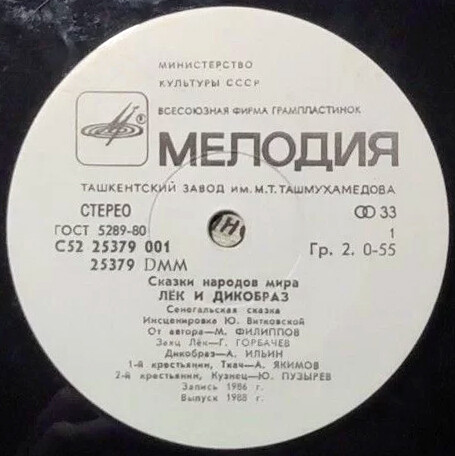 МИНИСТЕРСТВО
КУЛЬТУРЫ СССР
ВСЕСОЮЗНАЯ ФИРМА ГРАМПЛАСТИНОК
®
МЕЛОДИЯ
ТАШКЕНТСКИЙ ЗАВОД ИМ. М.Т. ТАШМУХАМЕДОВА
СТЕРЕО 33
ГОСТ 5289-80 1
С52 25379 001 Гр. 2. 0-55
25379 DMM
Сказки народов мира
ЛЁК И ДИКОБРАЗ
Сенегальская сказка
Инсценировка Ю. Витковской
От автора—М. ФИЛИППОВ
Заяц Лёк—Г. ГОРБАЧЕВ
Дикобраз—А. ИЛЬИН
1-й крестьянин, Ткач—А. ЯКИМОВ
2-й крестьянин, Кузнец—Ю. ПУЗЫРЕВ
Запись 1986 г.
Выпуск 1988 г.